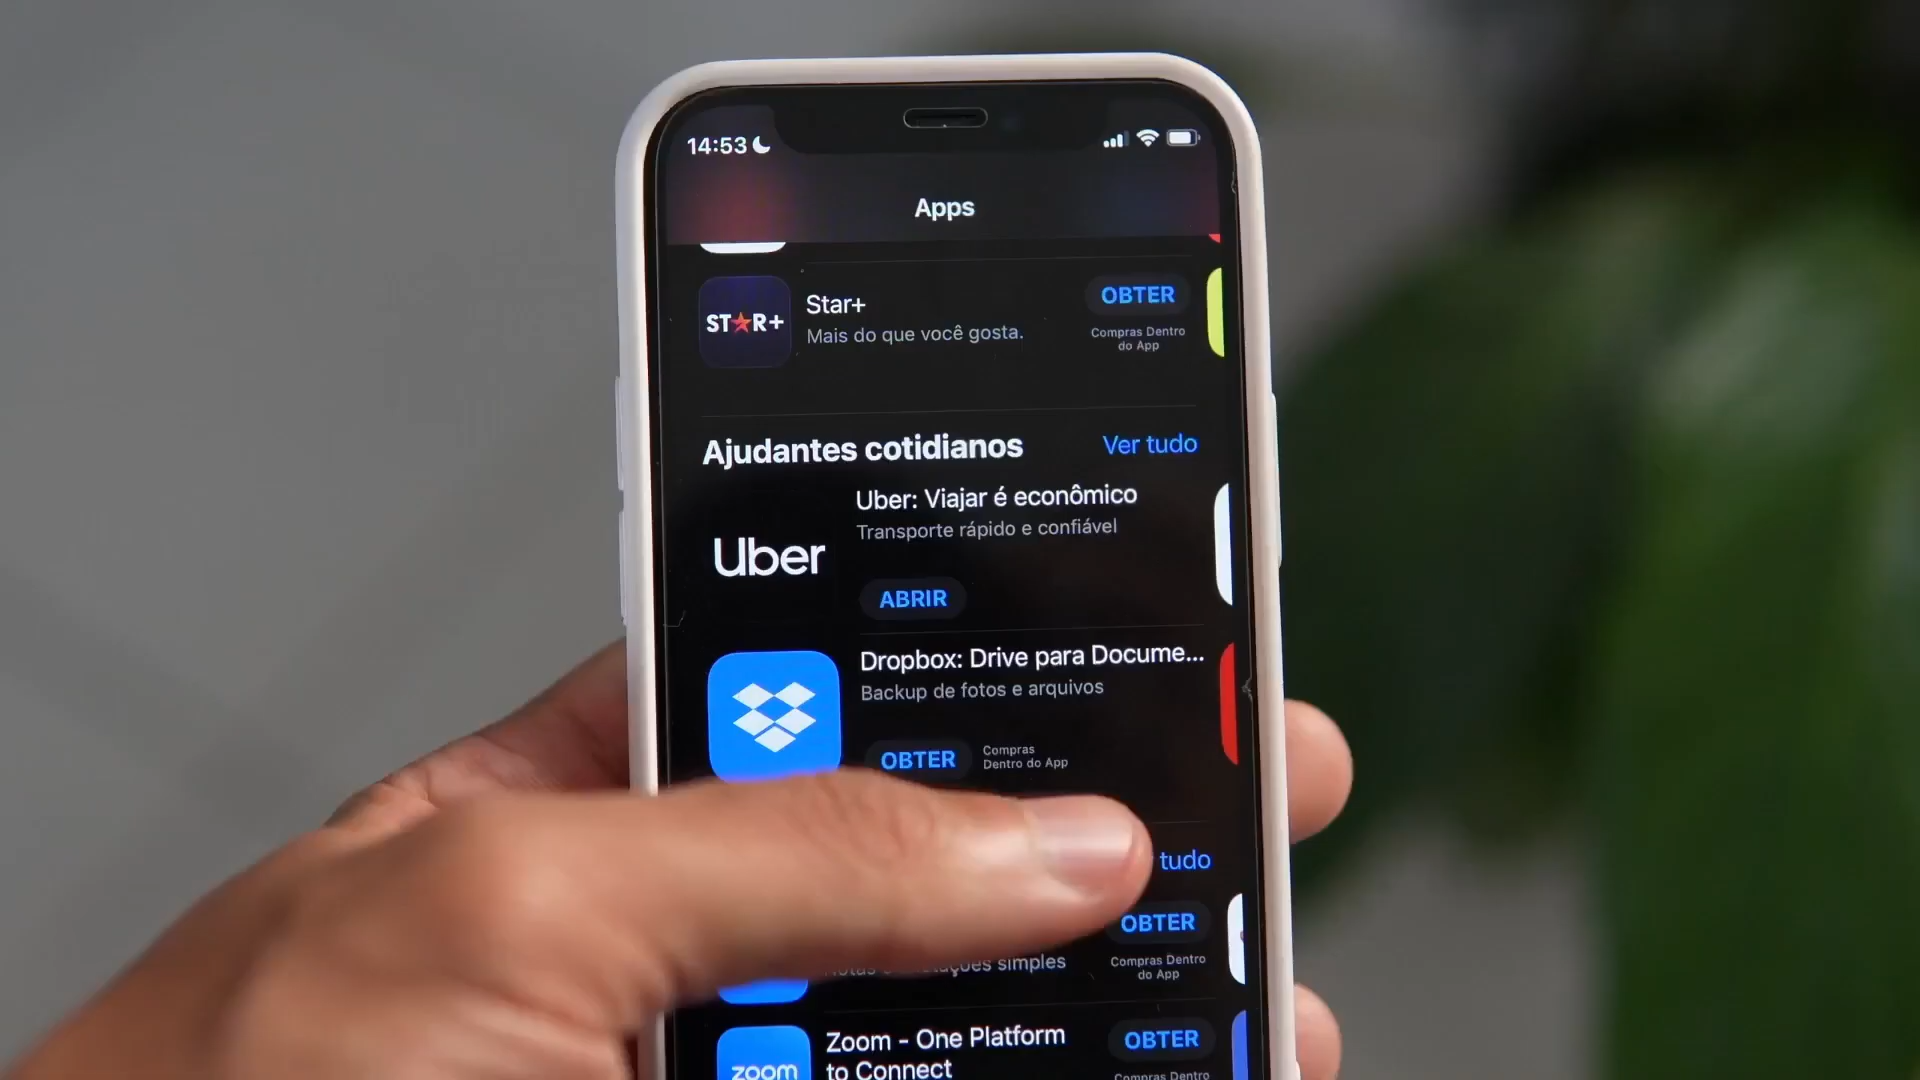 14:53
Apps
ST★R+
Star+
Mais do que você gosta.
OBTER
Compras Dentro
do App
Ajudantes cotidianos
Ver tudo
Uber
Uber: Viajar é econômico
Transporte rápido e confiável
ABRIR
Dropbox: Drive para Docume...
Backup de fotos e arquivos
OBTER
Compras
Dentro do App
tudo
OBTER
simples
Compras Dentro
do App
zoom
Zoom - One Platform
to Connect
OBTER
Compras Dentro